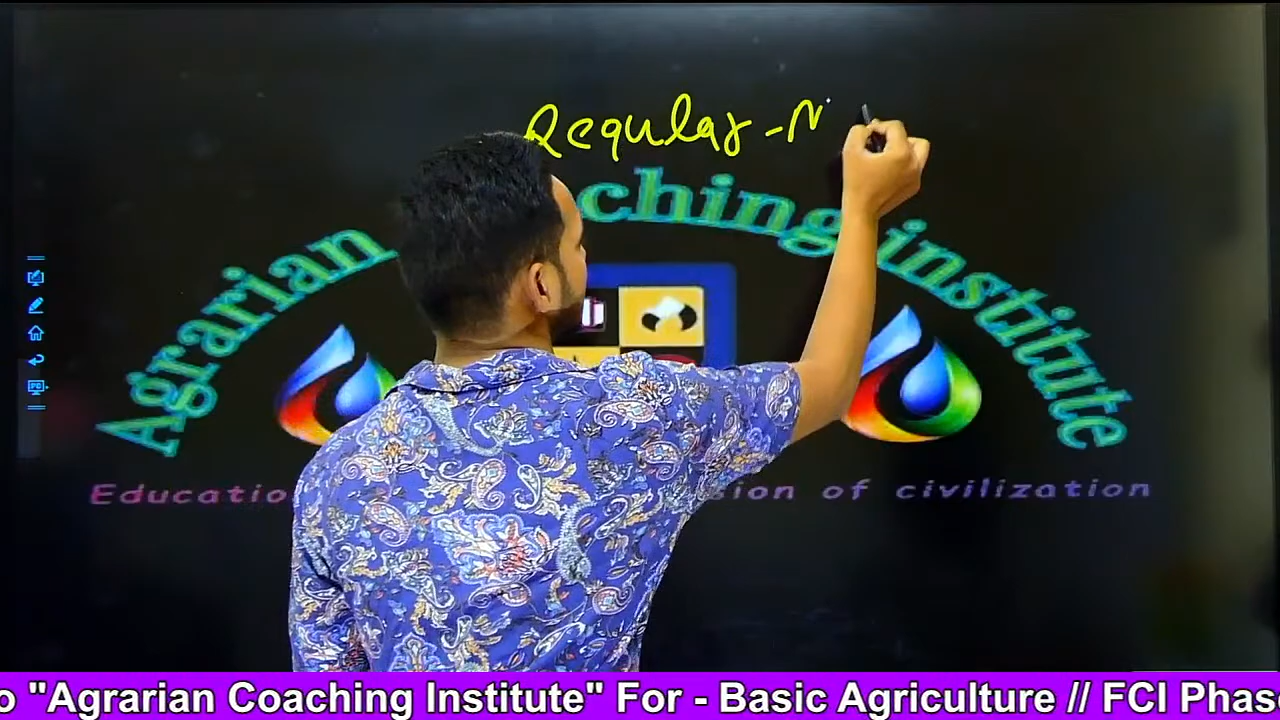 Regular - N
Agrarian ching institute
Educatio sion of civilization
o "Agrarian Coaching Institute" For - Basic Agriculture // FCI Phas